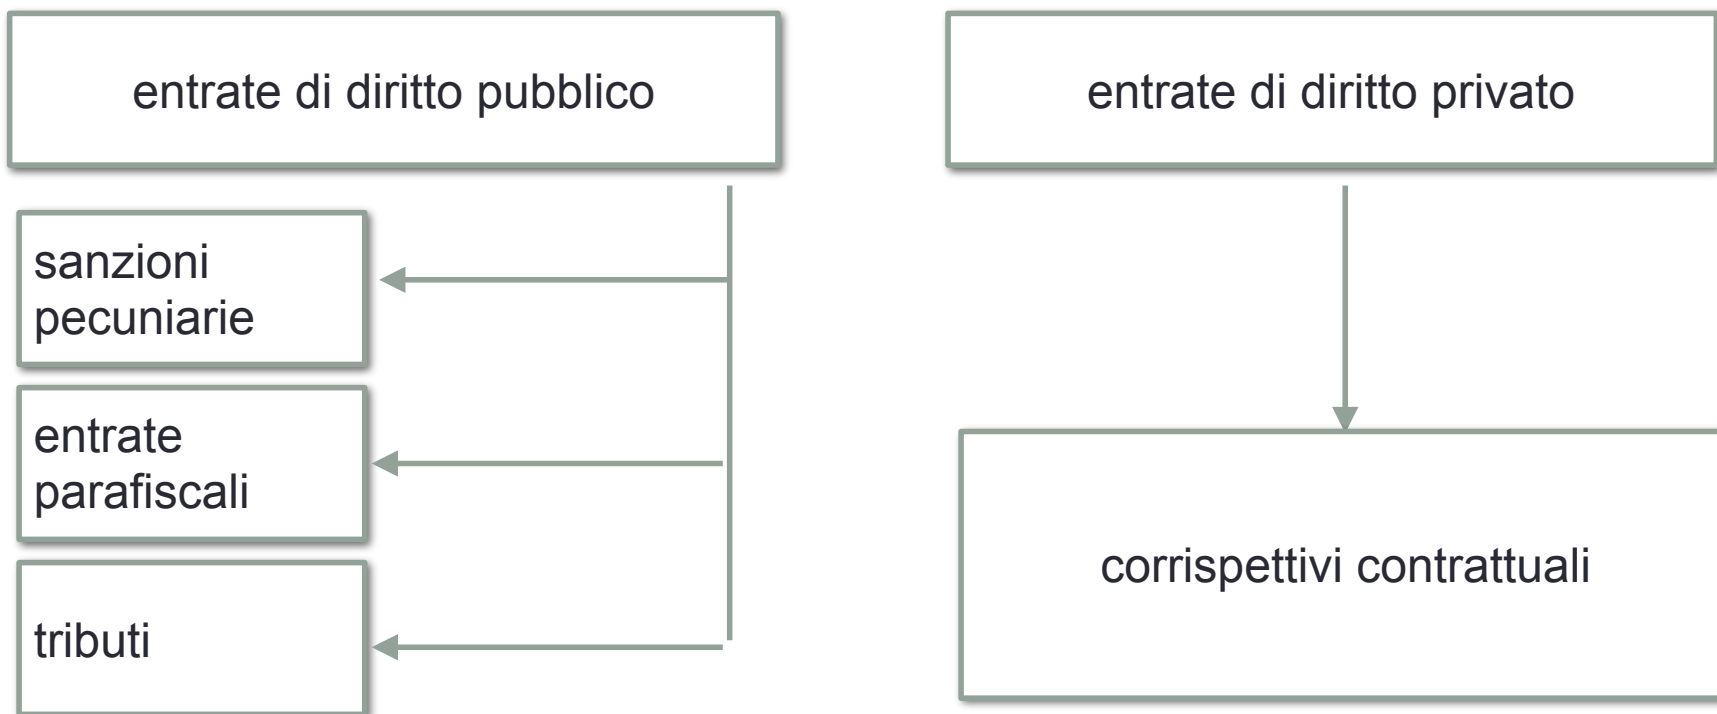 entrate di diritto pubblico
entrate di diritto privato
sanzioni
pecuniarie
entrate
parafiscali
tributi
corrispettivi contrattuali